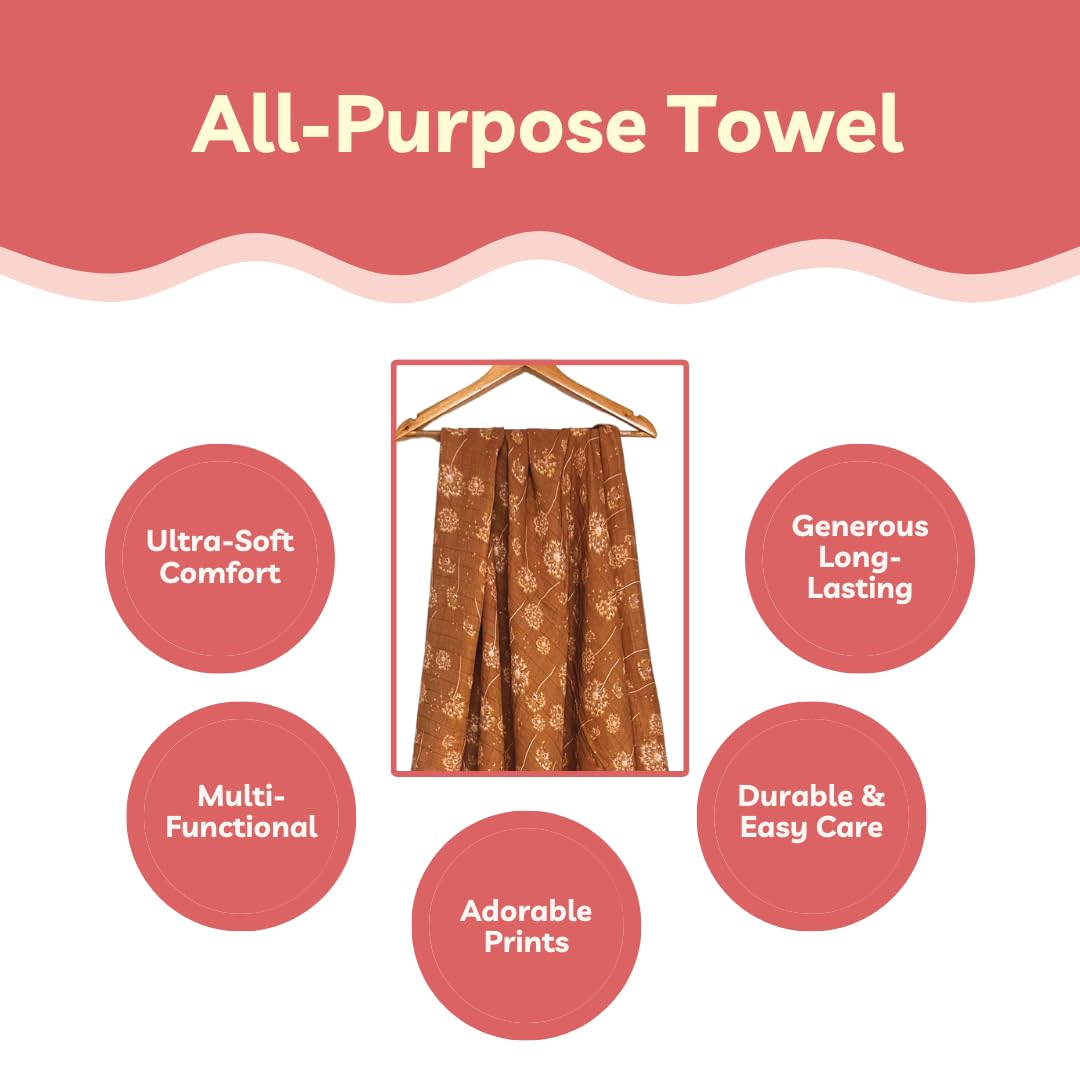 All-Purpose Towel
Ultra-Soft
Comfort
Generous
Long-
Lasting
Multi-
Functional
Durable &
Easy Care
Adorable
Prints